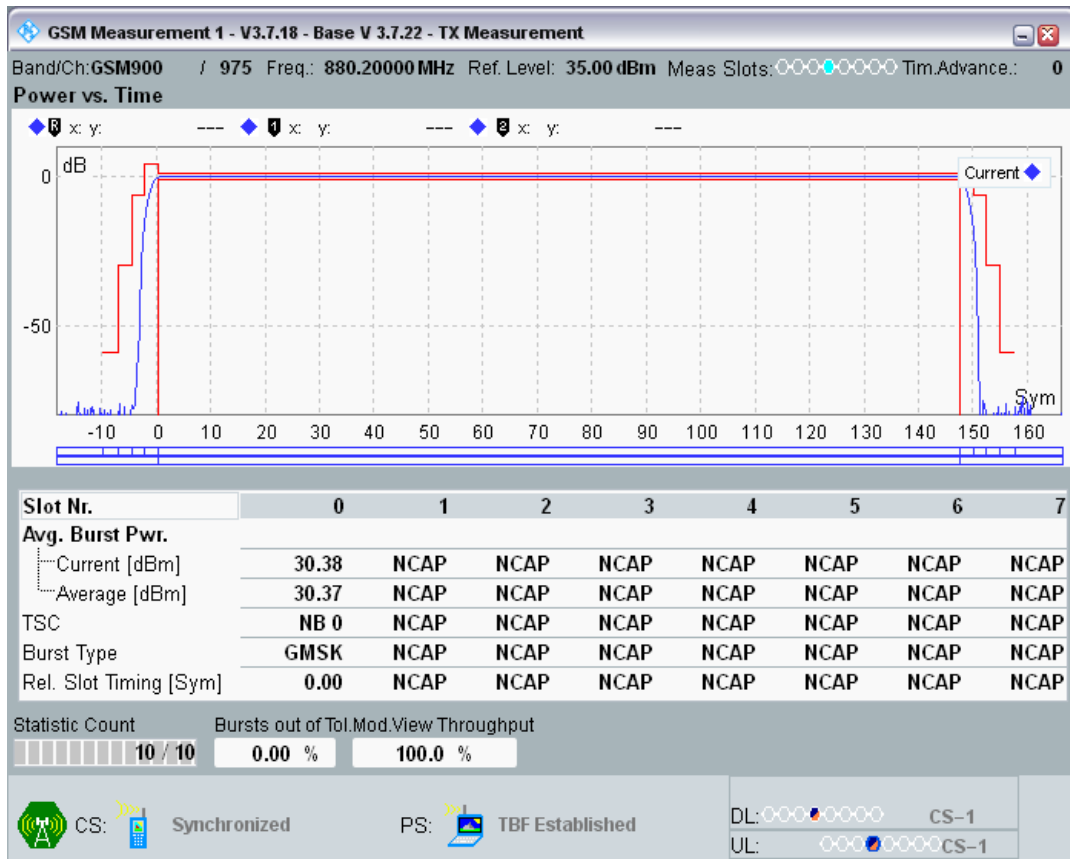 GSM Measurement 1 - V3.7.18 - Base V 3.7.22 - TX Measurement
Band/Ch:GSM900 / 975 Freq.: 880.20000 MHz Ref. Level: 35.00 dBm Meas Slots: Tim.Advance.: 0
Power vs. Time
R x: y: --- 1 x: y: --- 2 x: y: ---
dB
Current
0
-50
Sym
-10 0 10 20 30 40 50 60 70 80 90 100 110 120 130 140 150 160
Slot Nr. 0 1 2 3 4 5 6 7
Avg. Burst Pwr.
Current [dBm] 30.38 NCAP NCAP NCAP NCAP NCAP NCAP NCAP
Average [dBm] 30.37 NCAP NCAP NCAP NCAP NCAP NCAP NCAP
TSC NB 0 NCAP NCAP NCAP NCAP NCAP NCAP NCAP
Burst Type GMSK NCAP NCAP NCAP NCAP NCAP NCAP NCAP
Rel. Slot Timing [Sym] 0.00 NCAP NCAP NCAP NCAP NCAP NCAP NCAP
Statistic Count Bursts out of Tol.Mod.View Throughput
10 / 10 0.00 % 100.0 %
CS: Synchronized PS: TBF Established
DL: CS-1
UL: CS-1